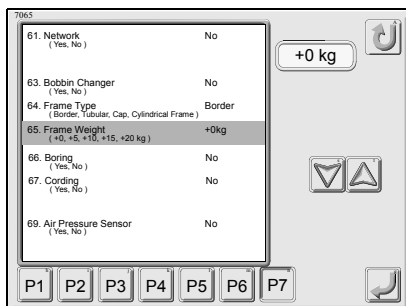 7065
61. Network No
( Yes, No )
+0 kg
63. Bobbin Changer No
( Yes, No )
64. Frame Type Border
( Border, Tubular, Cap, Cylindrical Frame )
65. Frame Weight +0kg
( +0, +5, +10, +15, +20 kg )
66. Boring No
( Yes, No )
67. Cording No
( Yes, No )
69. Air Pressure Sensor No
( Yes, No )
P1 P2 P3 P4 P5 P6 P7